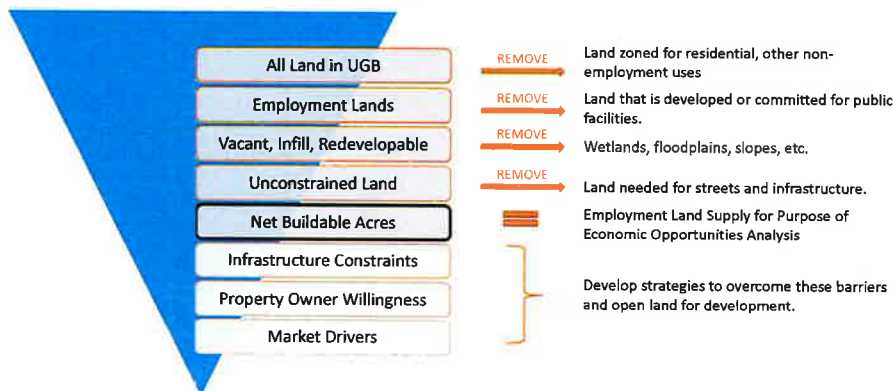 All Land in UGB
REMOVE
Land zoned for residential, other non-
employment uses
Employment Lands
REMOVE
Land that is developed or committed for public
facilities.
Vacant, Infill, Redevelopable
REMOVE
Wetlands, floodplains, slopes, etc.
Unconstrained Land
REMOVE
Land needed for streets and infrastructure.
Net Buildable Acres
Employment Land Supply for Purpose of
Economic Opportunities Analysis
Infrastructure Constraints
Property Owner Willingness
Market Drivers
Develop strategies to overcome these barriers
and open land for development.